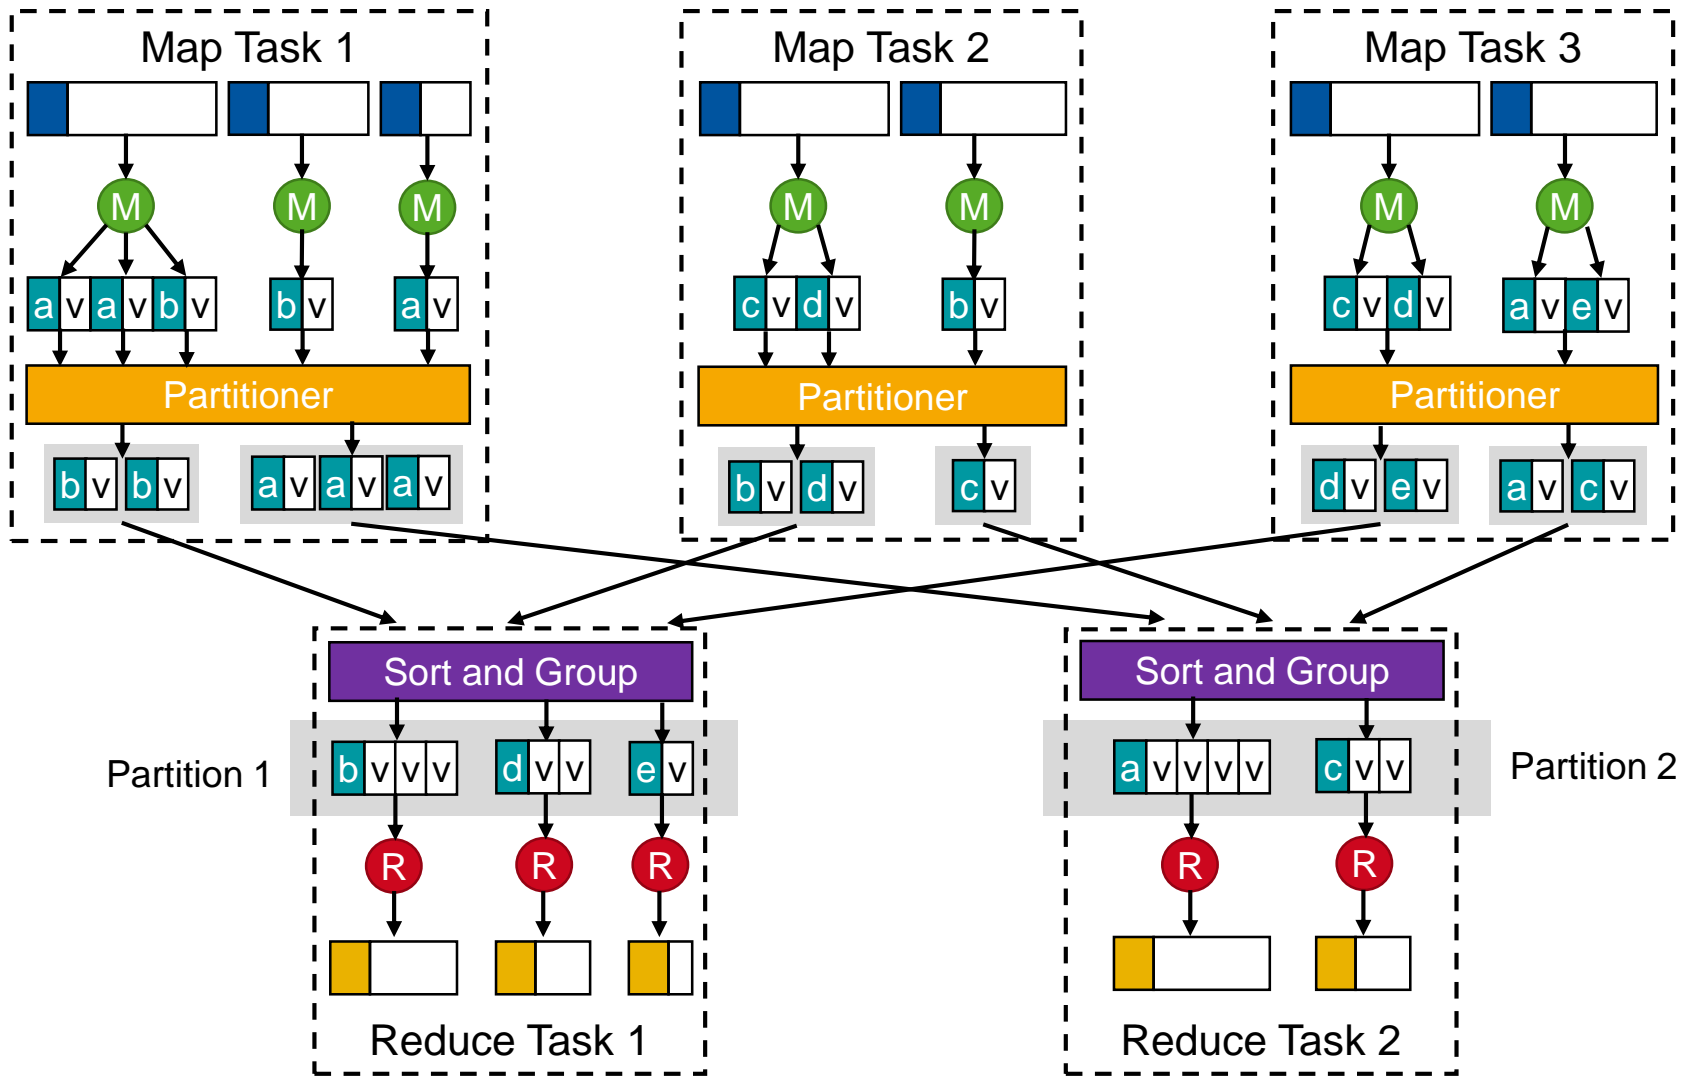 Map Task 1 Map Task 2 Map Task 3
M M M M M M M
a v a v b v b v a v c v d v b v c v d v a v e v
Partitioner Partitioner Partitioner
b v b v a v a v a v b v d v c v d v e v a v c v
Sort and Group Sort and Group
Partition 1 b v v v d v v e v a v v v v c v v Partition 2
R R R R R
Reduce Task 1 Reduce Task 2